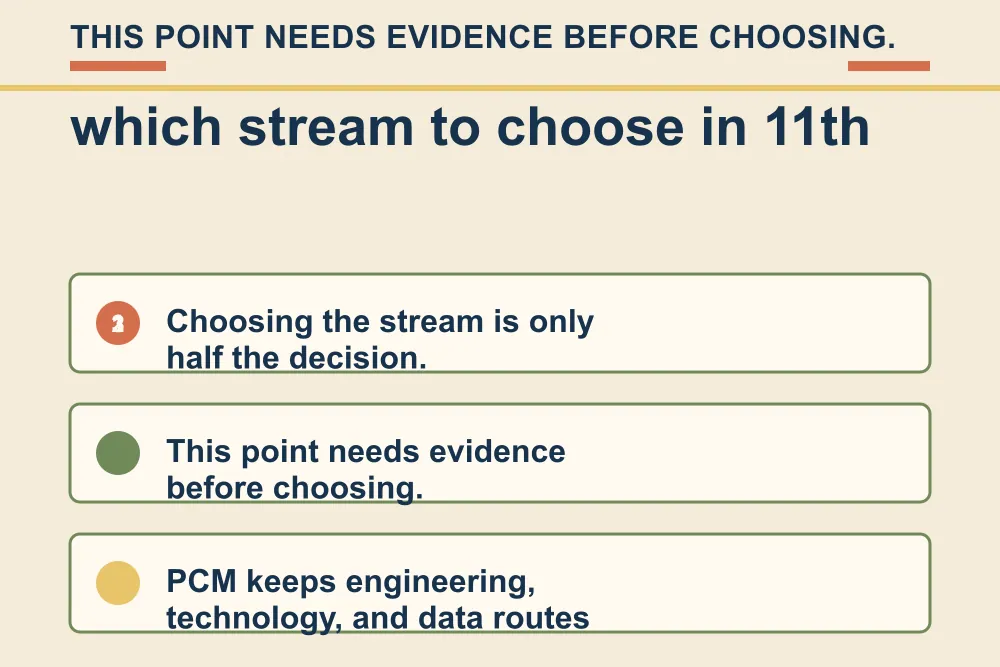 THIS POINT NEEDS EVIDENCE BEFORE CHOOSING.
which stream to choose in 11th
Choosing the stream is only
half the decision.
This point needs evidence
before choosing.
PCM keeps engineering,
technology, and data routes